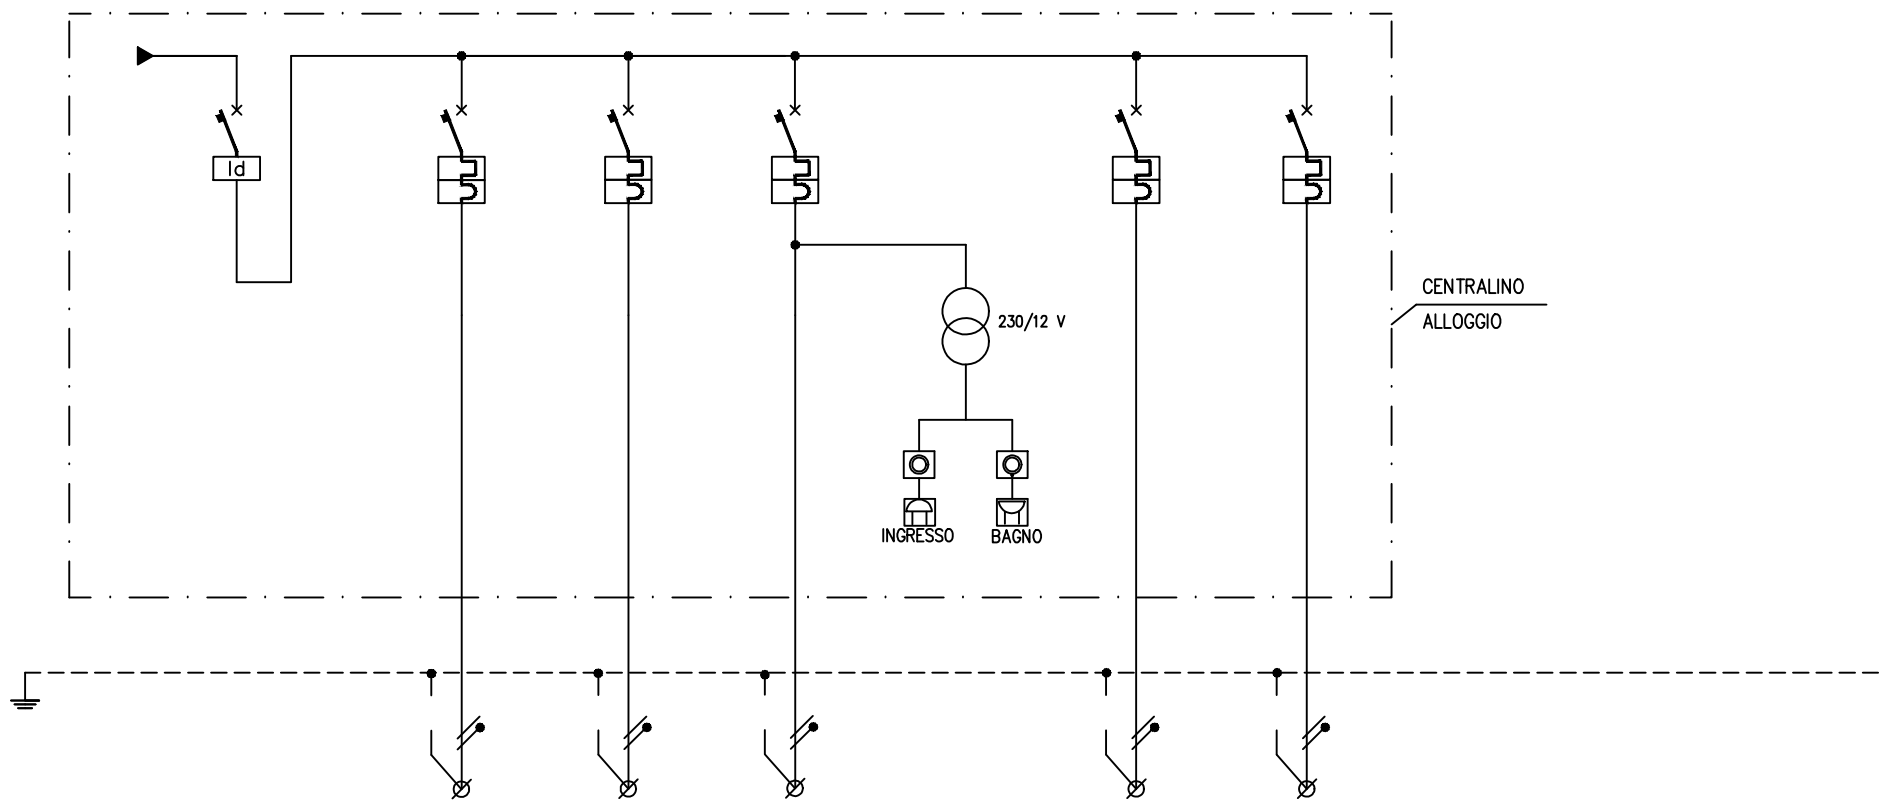 Id
CENTRALINO
ALLOGGIO
230/12 V
INGRESSO
BAGNO